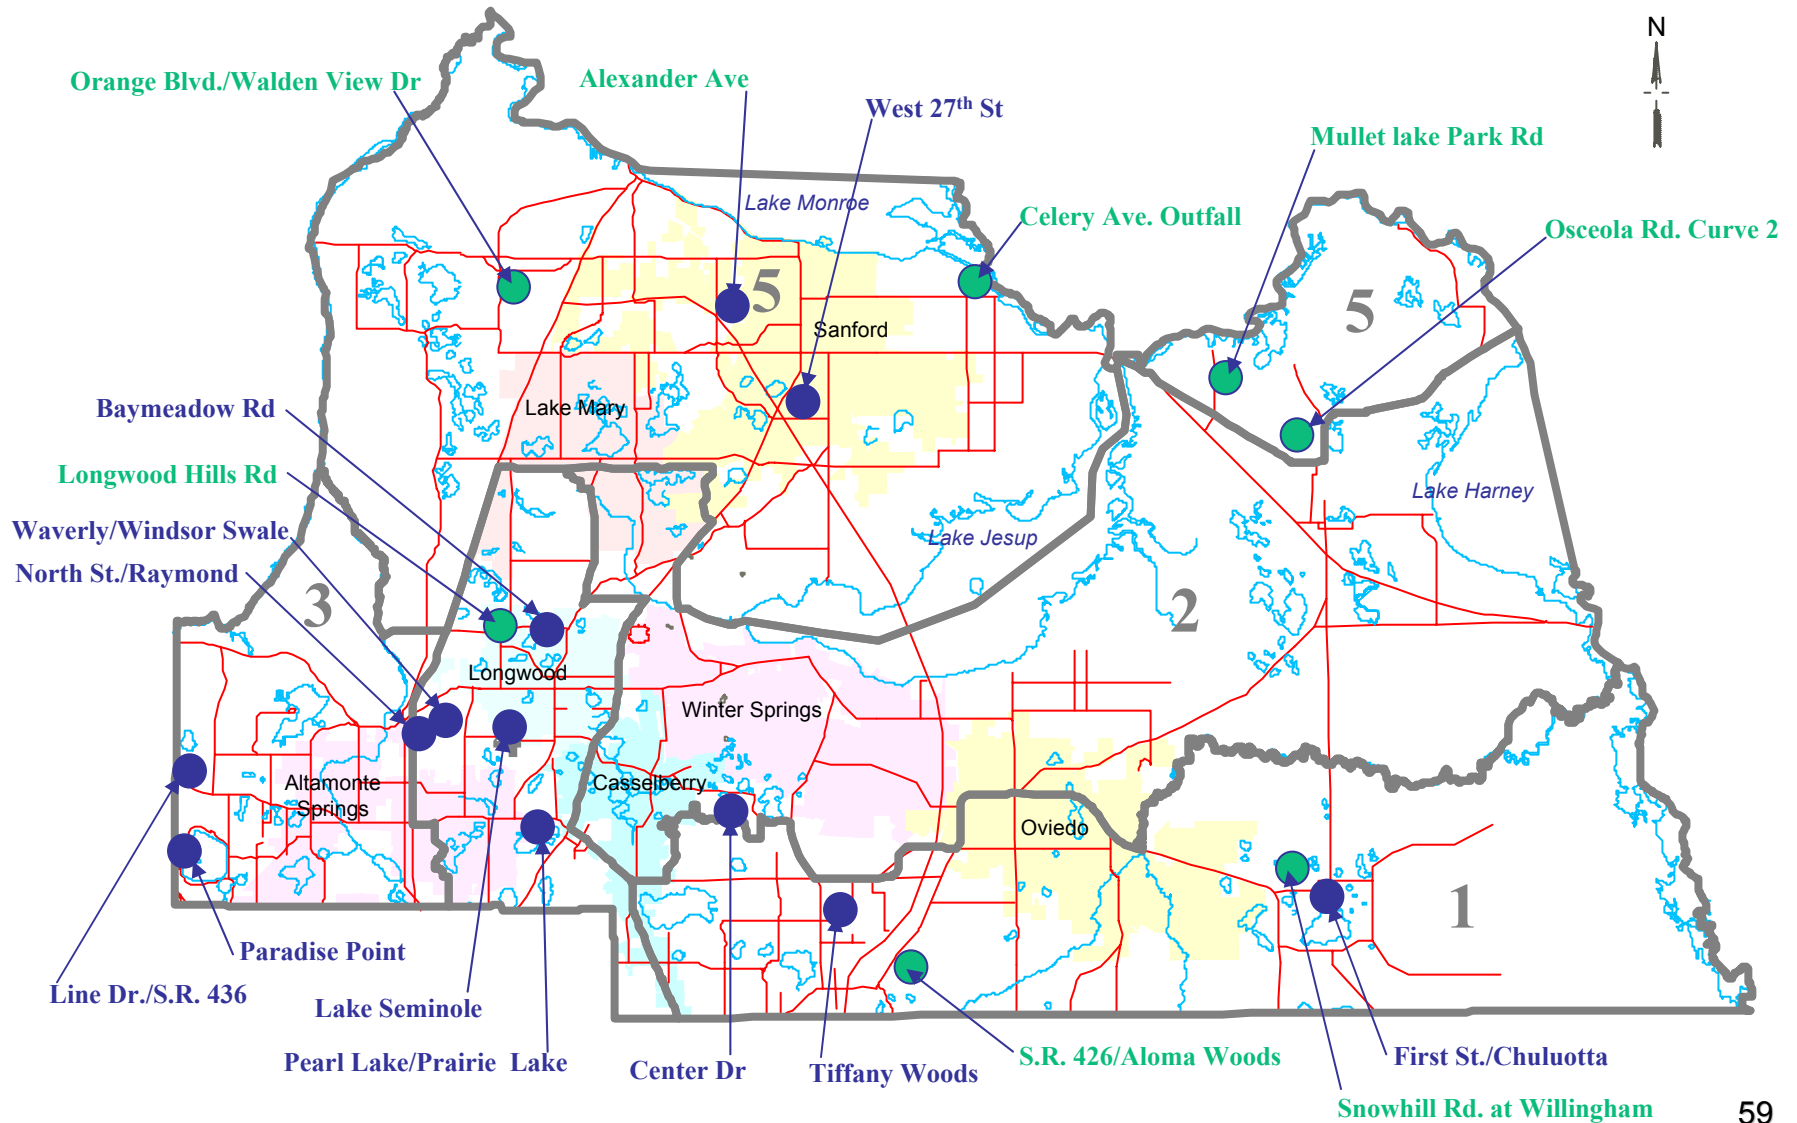 N
Orange Blvd./Walden View Dr
Alexander Ave
West 27th St
Mullet lake Park Rd
Lake Monroe
Celery Ave. Outfall
Osceola Rd. Curve 2
5
5
Sanford
Baymeadow Rd
Lake Mary
Longwood Hills Rd
Lake Harney
Waverly/Windsor Swale
Lake Jesup
North St./Raymond
3
2
Longwood
Winter Springs
Altamonte
Springs
Casselberry
Oviedo
1
Paradise Point
Line Dr./S.R. 436
Lake Seminole
Pearl Lake/Prairie Lake
Center Dr
Tiffany Woods
S.R. 426/Aloma Woods
First St./Chuluotta
Snowhill Rd. at Willingham
59